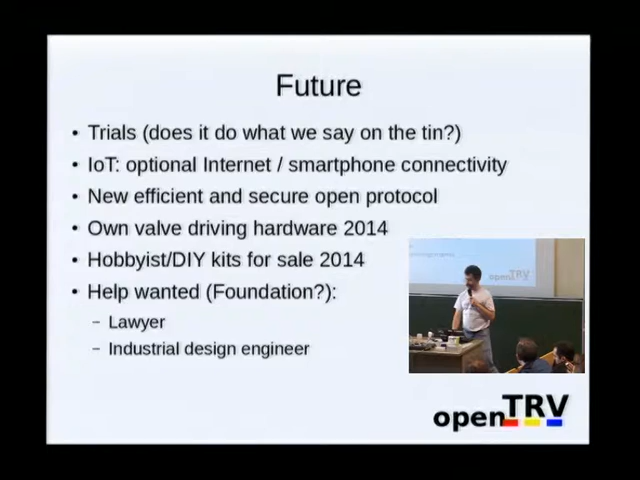 Future
• Trials (does it do what we say on the tin?)
• IoT: optional Internet / smartphone connectivity
• New efficient and secure open protocol
• Own valve driving hardware 2014
• Hobbyist/DIY kits for sale 2014
• Help wanted (Foundation?):
– Lawyer
– Industrial design engineer
openTRV
openTRV